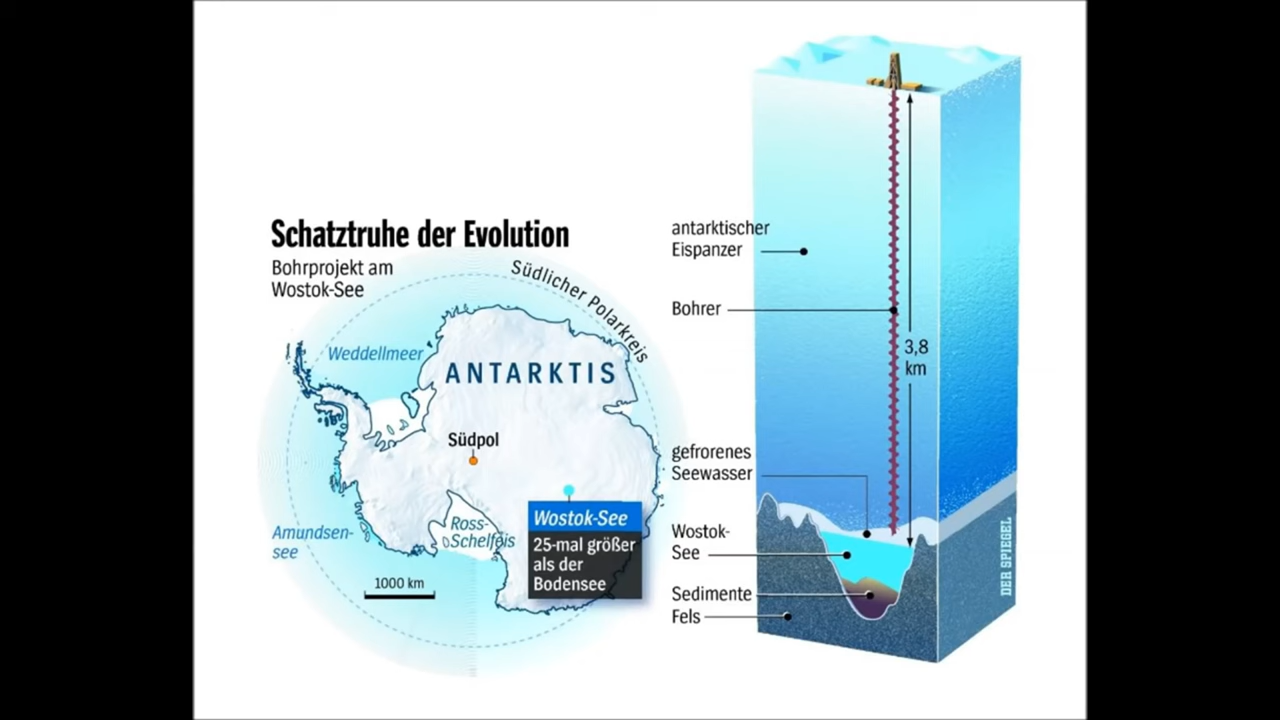 Schatztruhe der Evolution
Bohrprojekt am
Wostok-See
Südlicher Polarkreis
Weddellmeer
ANTARKTIS
Südpol
Amundsen-
see
Ross-
Schelfeis
1000 km
Wostok-See
25-mal größer
als der
Bodensee
antarktischer
Eispanzer
Bohrer
3,8
km
gefrorenes
Seewasser
Wostok-
See
Sedimente
Fels
DER SPIEGEL